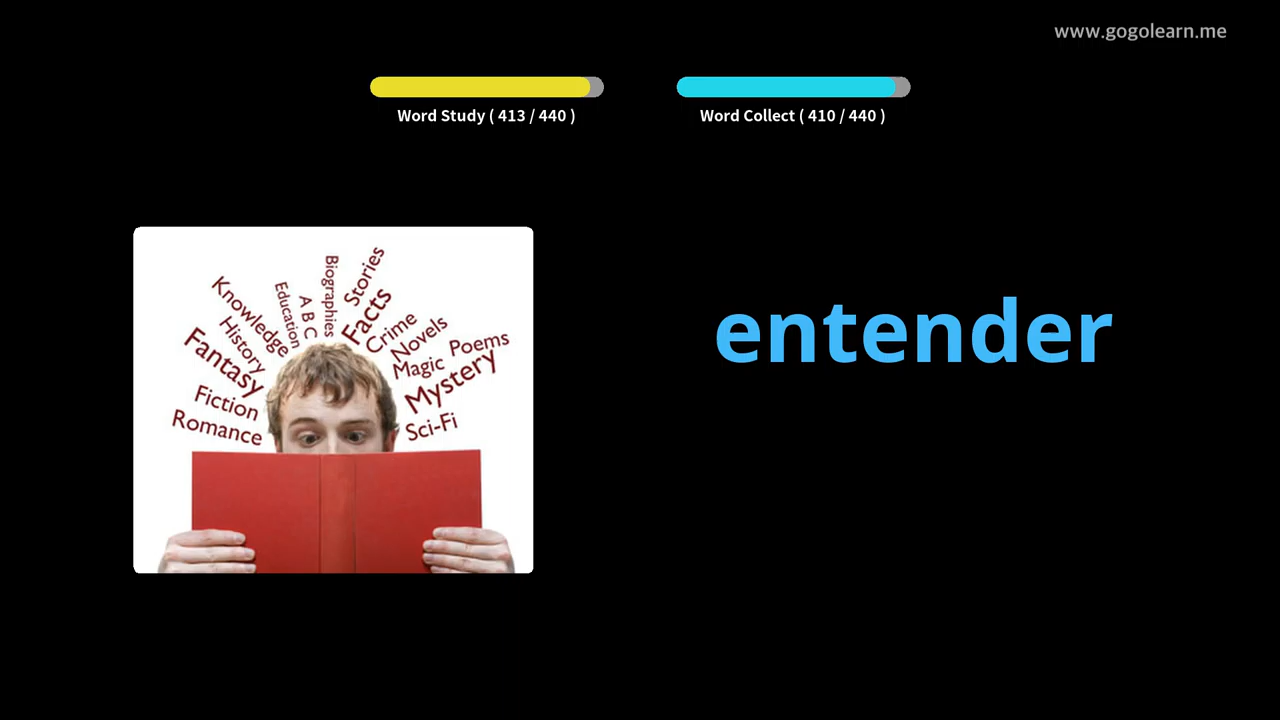 www.gogolearn.me
Word Study ( 413 / 440 )
Word Collect ( 410 / 440 )
entender
Biographies
Stories
Education
A B C
Facts
Knowledge
Crime
History
Novels
Poems
Fantasy
Magic
Mystery
Fiction
Romance
Sci-Fi